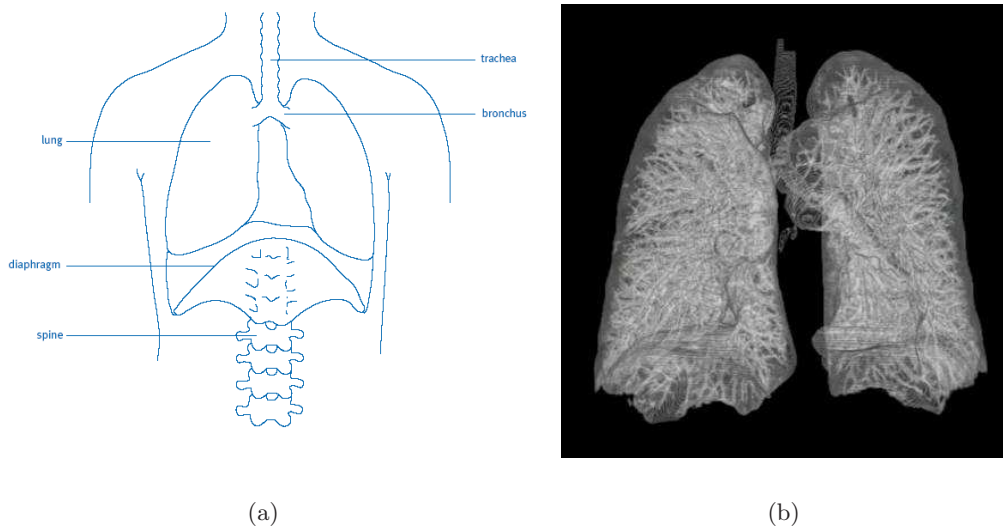 trachea
bronchus
lung
diaphragm
spine
(a)
(b)